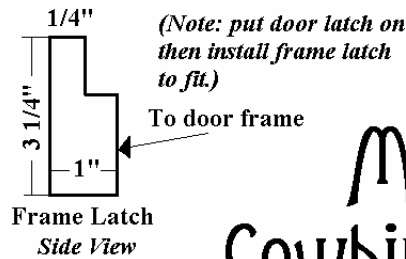 1/4"
(Note: put door latch on
then install frame latch
to fit.)
3 1/4"
To door frame
1"
Frame Latch
Side View